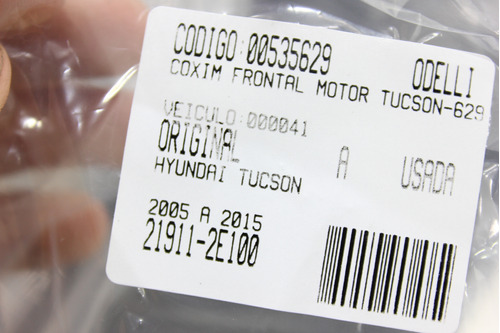 CODIGO:00535629 ODELLI
COXIM FRONTAL MOTOR TUCSON-629
VEICULO:000041
ORIGINAL A USADA
HYUNDAI TUCSON
2005 A 2015
21911-2E100